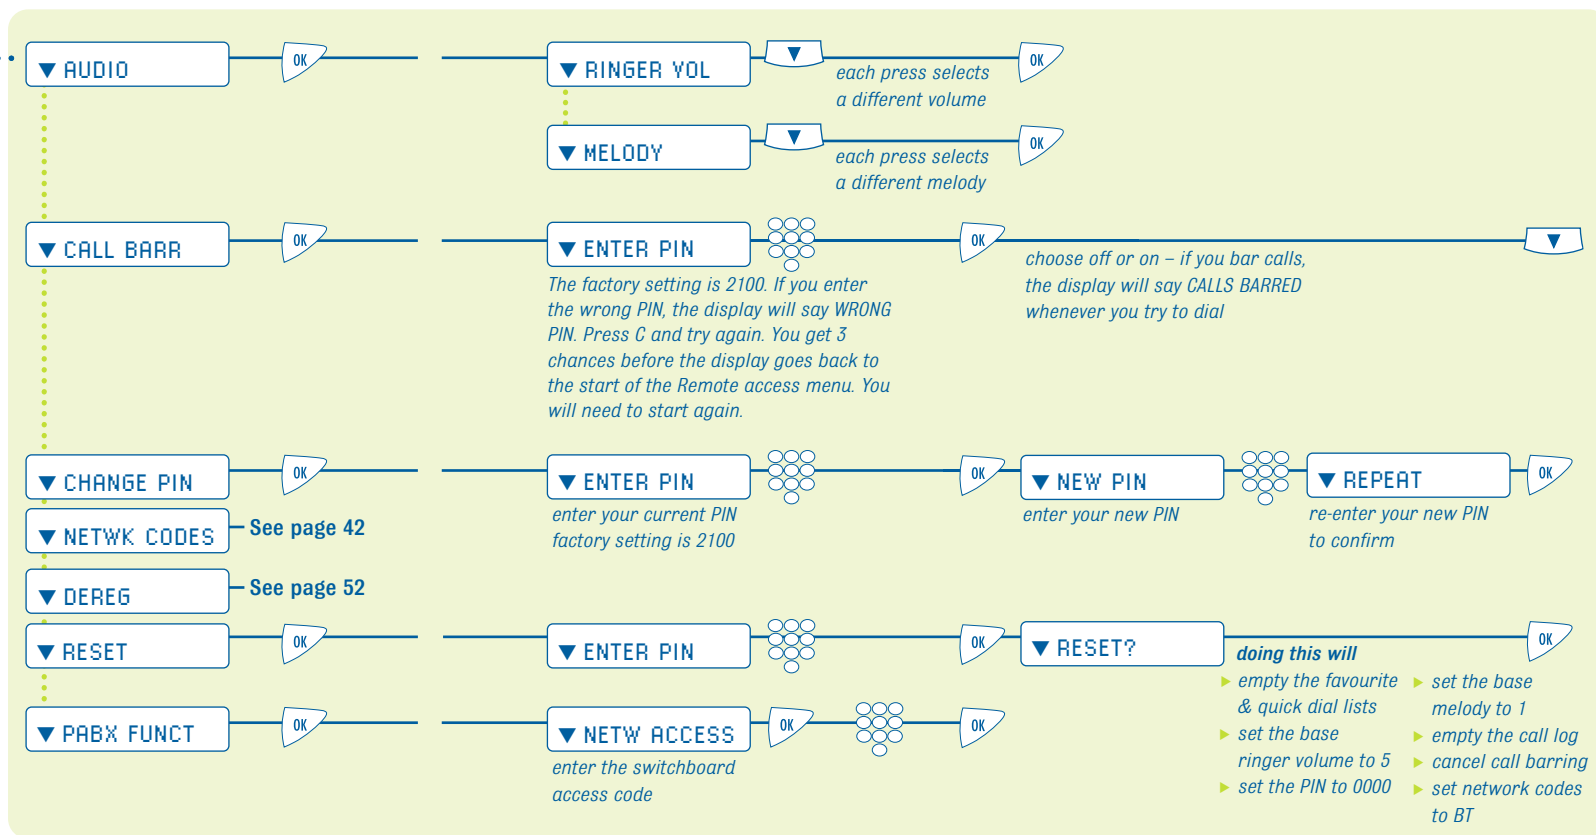 ▼ AUDIO OK ▼ RINGER VOL ▼ OK
each press selects
a different volume
▼ MELODY ▼ OK
each press selects
a different melody
▼ CALL BARR OK ▼ ENTER PIN OK ▼
The factory setting is 2100. If you enter
the wrong PIN, the display will say WRONG
PIN. Press C and try again. You get 3
chances before the display goes back to
the start of the Remote access menu. You
will need to start again.
choose off or on – if you bar calls,
the display will say CALLS BARRED
whenever you try to dial
▼ CHANGE PIN OK ▼ ENTER PIN OK ▼ NEW PIN ▼ REPEAT OK
enter your current PIN
factory setting is 2100
enter your new PIN
re-enter your new PIN
to confirm
▼ NETWK CODES See page 42
▼ DEREG See page 52
▼ RESET OK ▼ ENTER PIN OK ▼ RESET? OK
doing this will
▶ empty the favourite
& quick dial lists
▶ set the base
ringer volume to 5
▶ set the PIN to 0000
▶ set the base
melody to 1
▶ empty the call log
▶ cancel call barring
▶ set network codes
to BT
▼ PABX FUNCT OK ▼ NETW ACCESS OK OK
enter the switchboard
access code